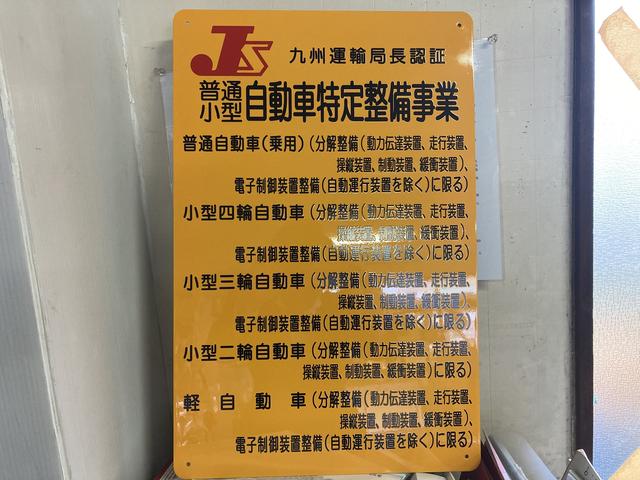 JS 九州運輸局長認証
普通
小型 自動車特定整備事業
普通自動車(乗用)(分解整備(動力伝達装置、走行装置、
操縦装置、制動装置、緩衝装置)、
電子制御装置整備(自動運行装置を除く)に限る)
小型四輪自動車(分解整備(動力伝達装置、走行装置、
操縦装置、制動装置、緩衝装置)、
電子制御装置整備(自動運行装置を除く)に限る)
小型三輪自動車(分解整備(動力伝達装置、走行装置、
操縦装置、制動装置、緩衝装置)、
電子制御装置整備(自動運行装置を除く)に限る)
小型二輪自動車(分解整備(動力伝達装置、走行装置、
操縦装置、制動装置、緩衝装置)に限る)
軽自動車(分解整備(動力伝達装置、走行装置、
操縦装置、制動装置、緩衝装置)、
電子制御装置整備(自動運行装置を除く)に限る)